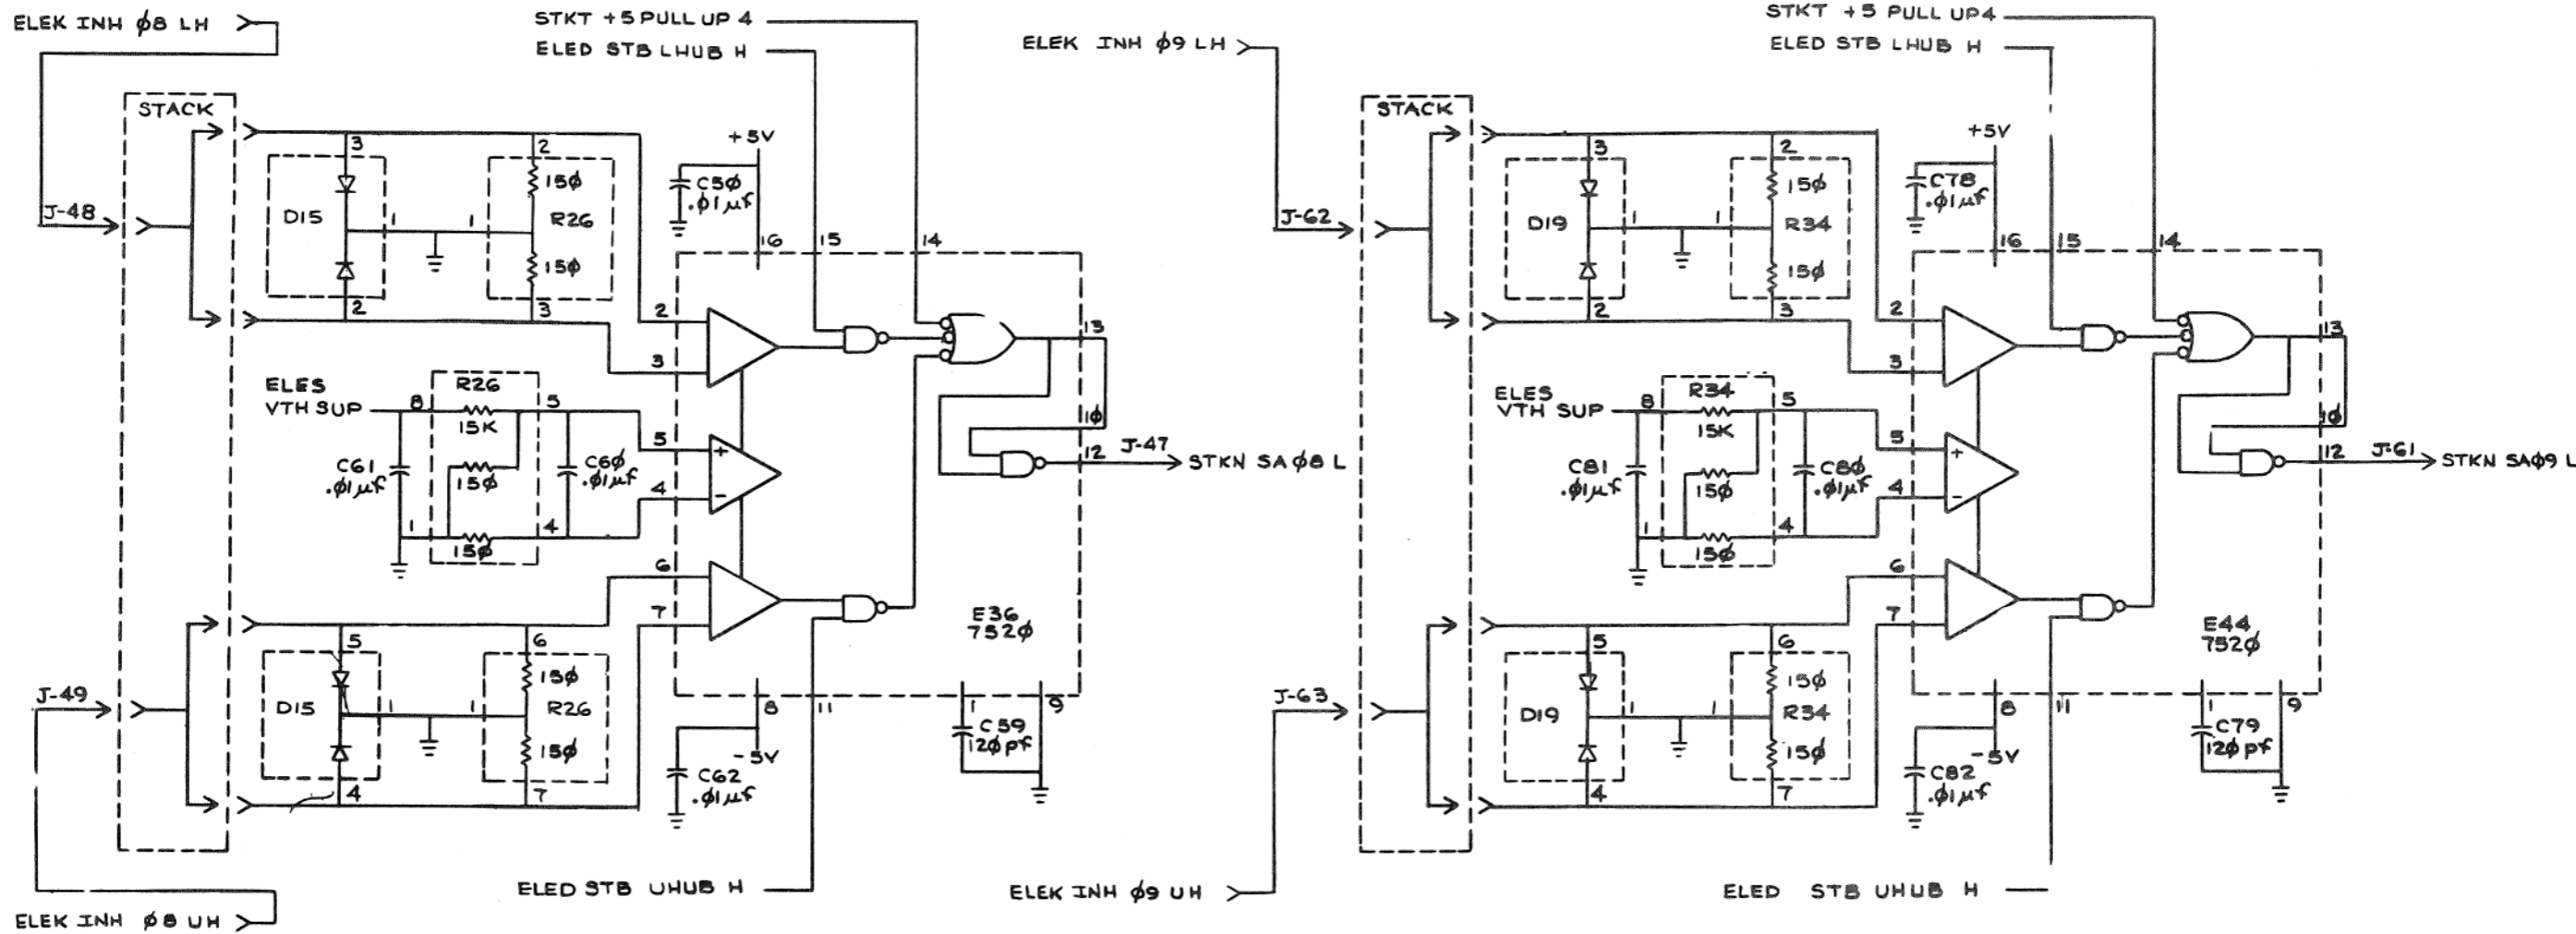 ELEK INH Ø8 LH
STKT +5 PULL UP 4
ELED STB LHUB H
STACK
J-48
3
D15
1
2
1
2
15Ø
R26
15Ø
3
+5V
C5Ø
.Ø1µf
16
15
14
2
3
13
ELES
VTH SUP
8
R26
15K
5
15Ø
1
4
15Ø
C61
.Ø1µf
C6Ø
.Ø1µf
5
+
4
-
1Ø
12
J-47
STKN SA Ø8 L
6
7
E36
752Ø
J-49
5
D15
1
4
1
6
15Ø
R26
15Ø
7
8
-5V
C62
.Ø1µf
11
1
C59
12Ø pf
9
ELED STB UHUB H
ELEK INH Ø8 UH
ELEK INH Ø9 LH
STKT +5 PULL UP4
ELED STB LHUB H
STACK
J-62
3
D19
1
2
1
2
15Ø
R34
15Ø
3
+5V
C78
.Ø1µf
16
15
14
2
3
13
ELES
VTH SUP
8
R34
15K
5
15Ø
1
4
15Ø
C81
.Ø1µf
C8Ø
.Ø1µf
5
+
4
-
1Ø
12
J-61
STKN SAØ9 L
6
7
E44
752Ø
J-63
5
D19
1
4
1
6
15Ø
R34
15Ø
7
8
-5V
C82
.Ø1µf
11
1
C79
12Ø pf
9
ELED STB UHUB H
ELEK INH Ø9 UH